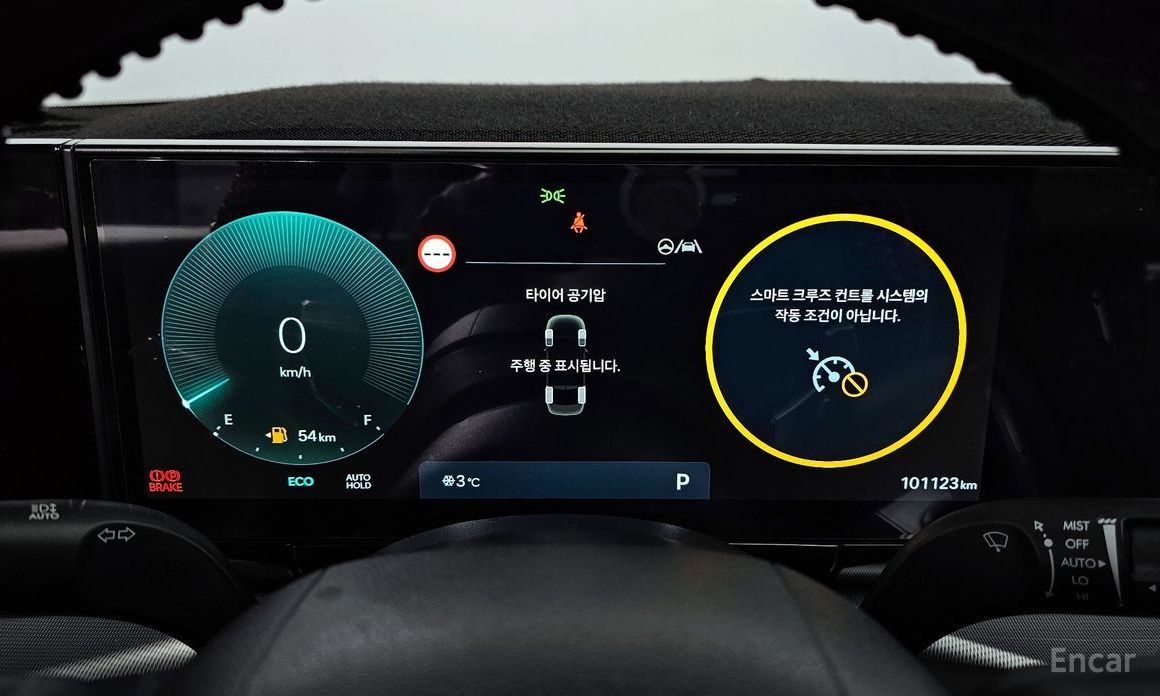 타이어 공기압
주행 중 표시됩니다.
스마트 크루즈 컨트롤 시스템의
작동 조건이 아닙니다.
0
km/h
E
F
54km
BRAKE
ECO
AUTO
HOLD
3°C
P
101123km
AUTO
MIST
OFF
AUTO
LO
HI
Encar